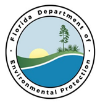 Florida Department of
Environmental Protection